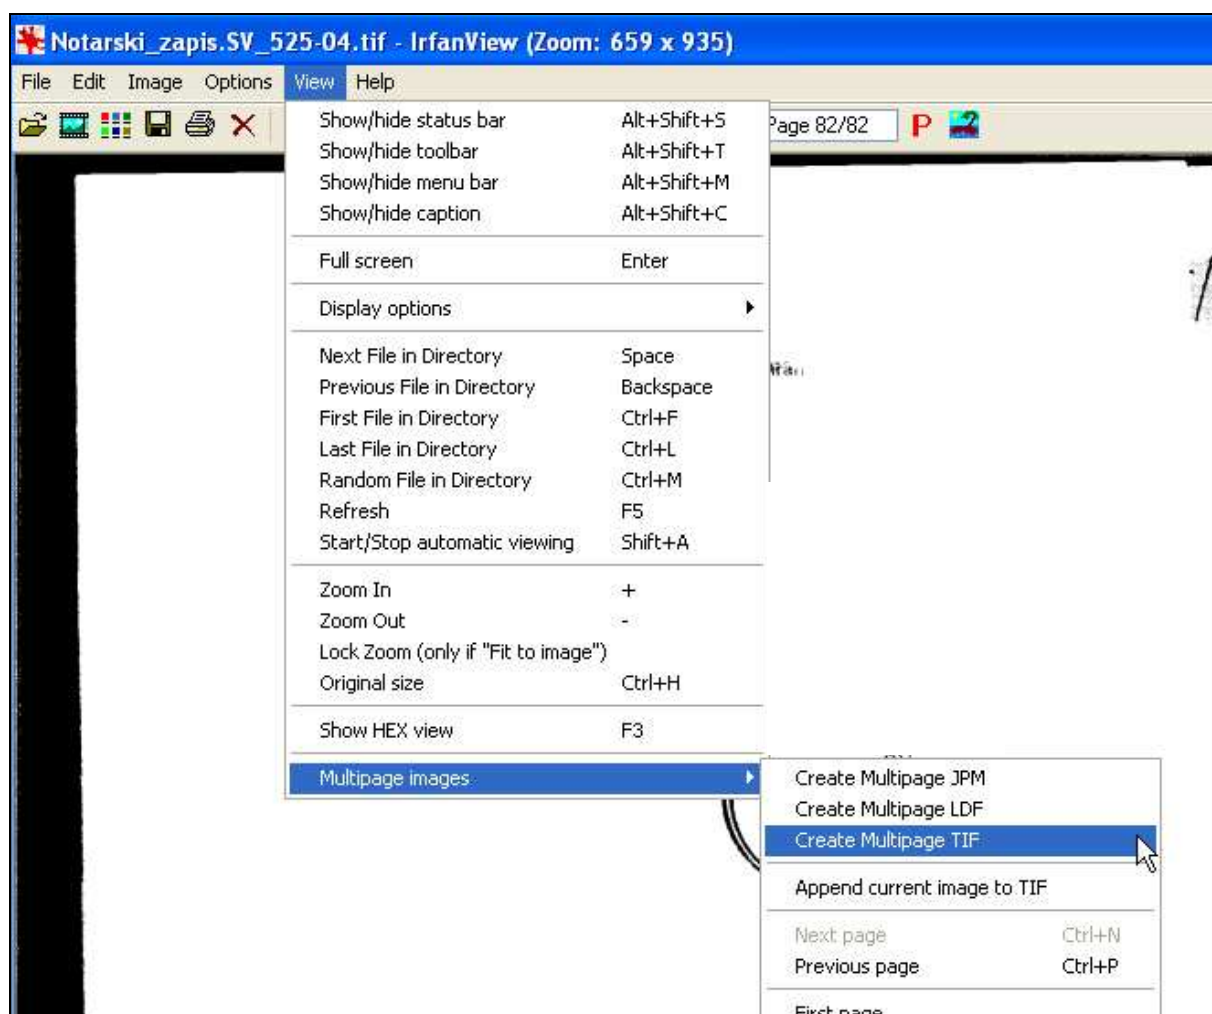 Notarski_zapis.SV_525-04.tif - IrfanView (Zoom: 659 x 935)
File Edit Image Options View Help
Page 82/82 P
Show/hide status bar Alt+Shift+S
Show/hide toolbar Alt+Shift+T
Show/hide menu bar Alt+Shift+M
Show/hide caption Alt+Shift+C
Full screen Enter
Display options
Next File in Directory Space
Previous File in Directory Backspace
First File in Directory Ctrl+F
Last File in Directory Ctrl+L
Random File in Directory Ctrl+M
Refresh F5
Start/Stop automatic viewing Shift+A
Zoom In +
Zoom Out -
Lock Zoom (only if "Fit to image")
Original size Ctrl+H
Show HEX view F3
Multipage images
Create Multipage JPM
Create Multipage LDF
Create Multipage TIF
Append current image to TIF
Next page Ctrl+N
Previous page Ctrl+P
First page